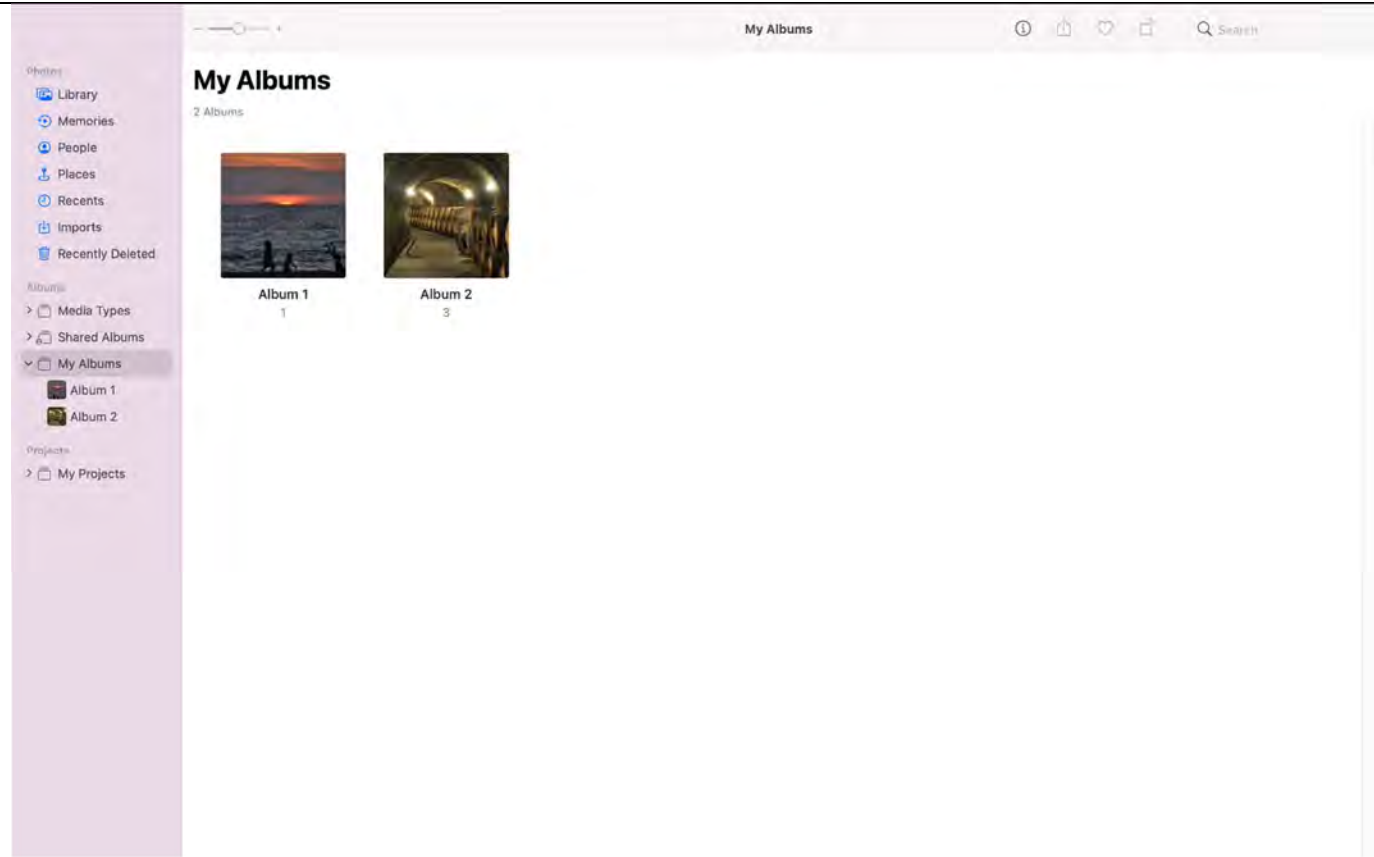 My Albums
Search
Photos
Library
Memories
People
Places
Recents
Imports
Recently Deleted
Albums
Media Types
Shared Albums
My Albums
Album 1
Album 2
Projects
My Projects
My Albums
2 Albums
Album 1
1
Album 2
3